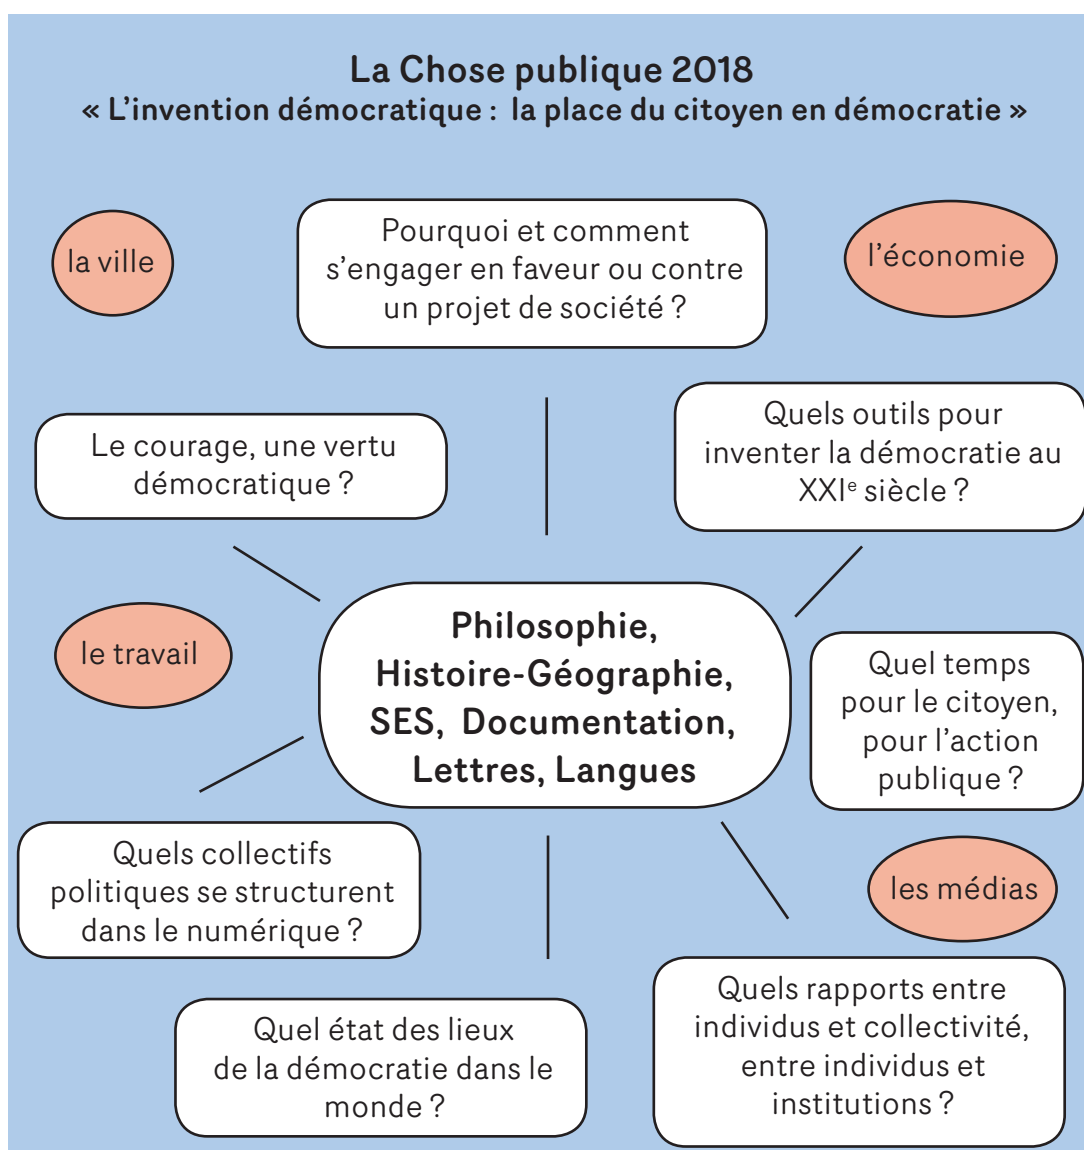 La Chose publique 2018
« L'invention démocratique :  la place du citoyen en démocratie »
la ville
Pourquoi et comment
s'engager en faveur ou contre
un projet de société ?
l'économie
Le courage, une vertu
démocratique ?
Quels outils pour
inventer la démocratie au
XXIᵉ siècle ?
le travail
Philosophie,
Histoire-Géographie,
SES,  Documentation,
Lettres, Langues
Quel temps
pour le citoyen,
pour l'action
publique ?
Quels collectifs
politiques se structurent
dans le numérique ?
les médias
Quel état des lieux
de la démocratie dans le
monde ?
Quels rapports entre
individus et collectivité,
entre individus et
institutions ?